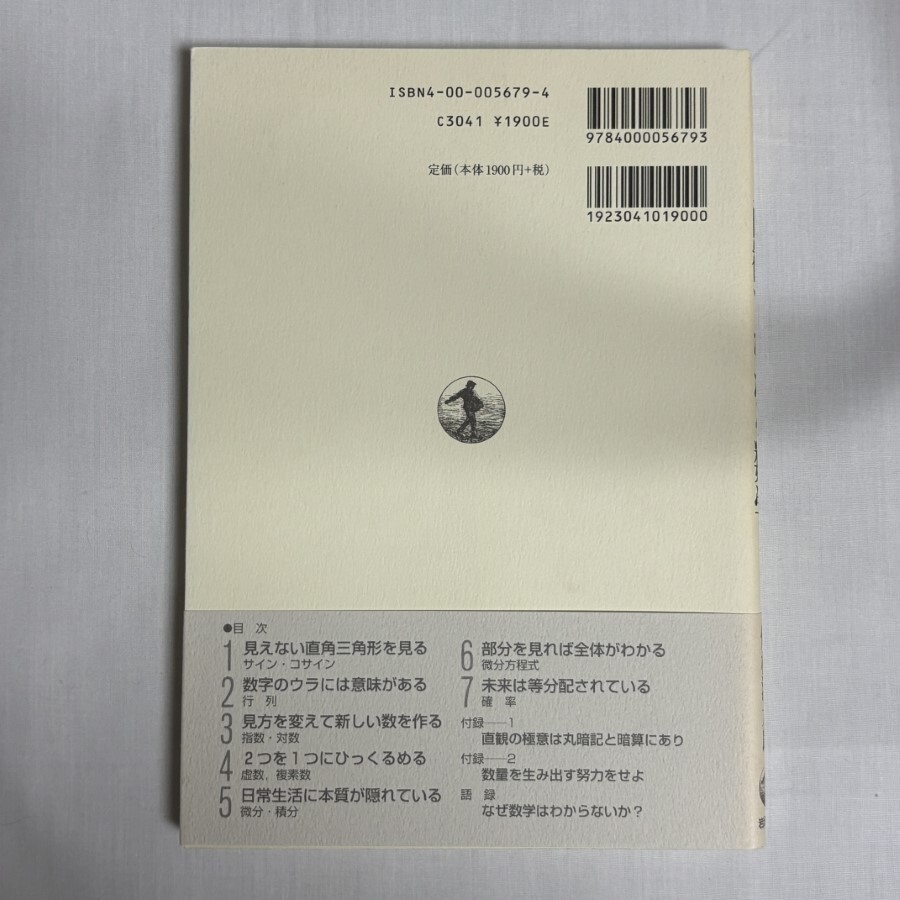 ISBN4-00-005679-4
C3041 ¥1900E
定価(本体1900円+税)
9784000056793
1923041019000
●目 次
1 見えない直角三角形を見る
サイン・コサイン
2 数字のウラには意味がある
行 列
3 見方を変えて新しい数を作る
指数・対数
4 2つを1つにひっくるめる
虚数,複素数
5 日常生活に本質が隠れている
微分・積分
6 部分を見れば全体がわかる
微分方程式
7 未来は等分配されている
確 率
付録──1
直観の極意は丸暗記と暗算にあり
付録──2
数量を生み出す努力をせよ
語 録
なぜ数学はわからないか?